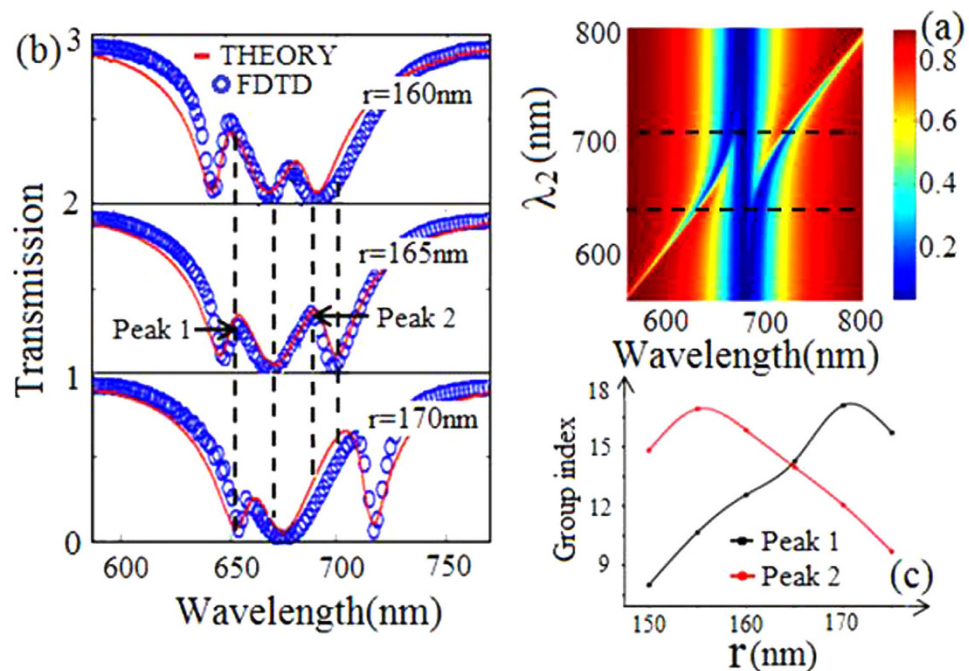 (b)
3
THEORY
FDTD
r=160nm
2
r=165nm
Peak 1
Peak 2
1
r=170nm
0
600
650
700
750
Transmission
Wavelength(nm)
(a)
800
700
600
λ2 (nm)
600
700
800
Wavelength(nm)
0.8
0.6
0.4
0.2
18
15
12
9
Group index
Peak 1
Peak 2
(c)
150
160
170
r(nm)